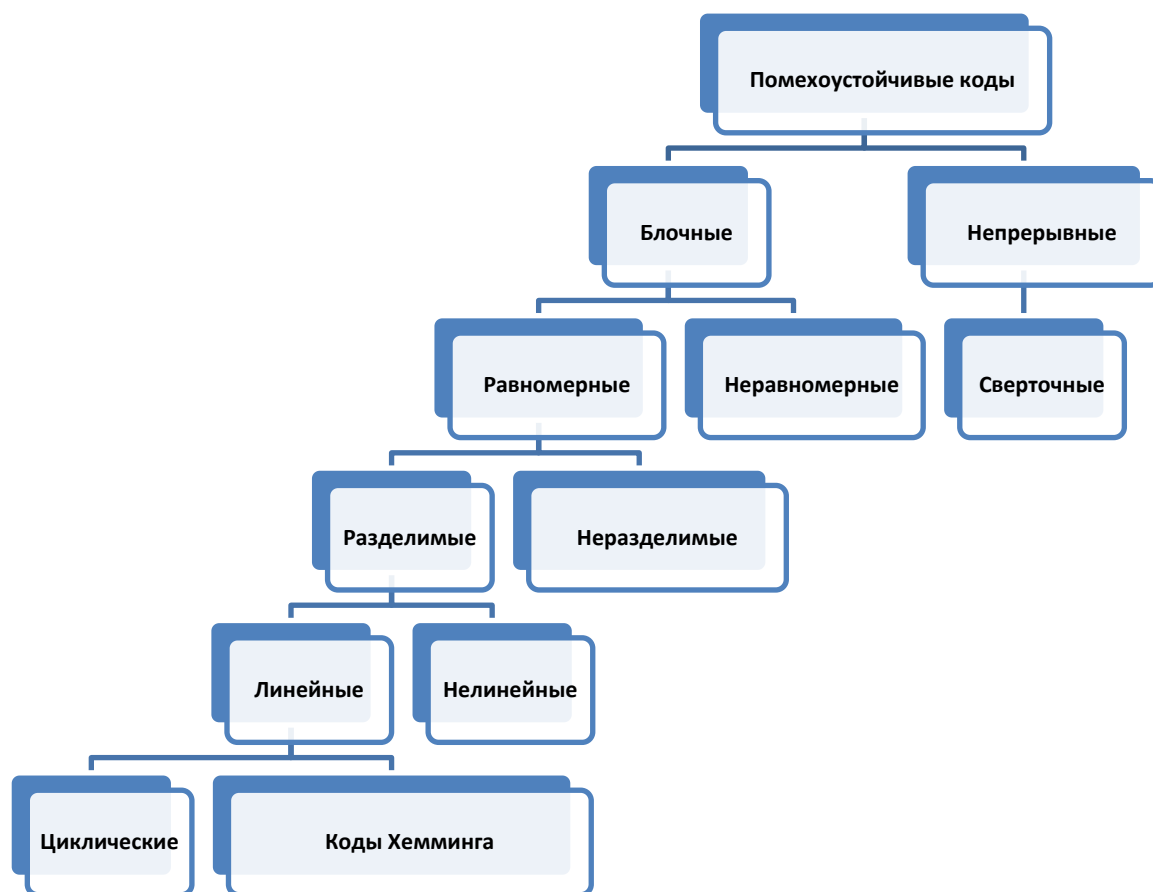 Помехоустойчивые коды
Блочные
Непрерывные
Равномерные
Неравномерные
Сверточные
Разделимые
Неразделимые
Линейные
Нелинейные
Циклические
Коды Хемминга